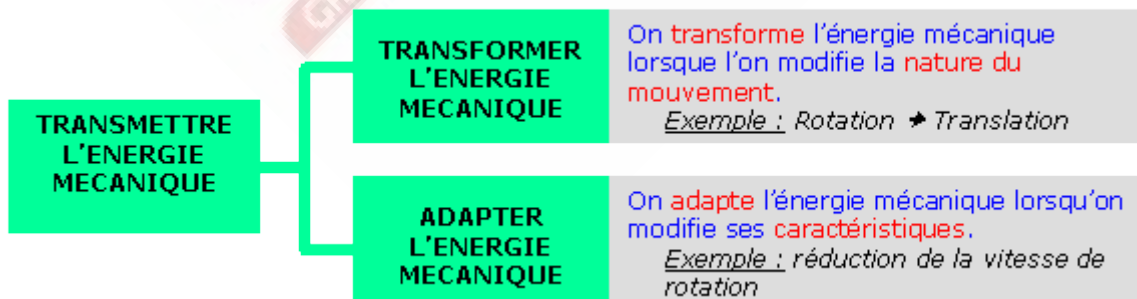 TRANSMETTRE
L'ENERGIE
MECANIQUE
TRANSFORMER
L'ENERGIE
MECANIQUE
On transforme l'énergie mécanique
lorsque l'on modifie la nature du
mouvement.
Exemple : Rotation ➜ Translation
ADAPTER
L'ENERGIE
MECANIQUE
On adapte l'énergie mécanique lorsqu'on
modifie ses caractéristiques.
Exemple : réduction de la vitesse de
rotation